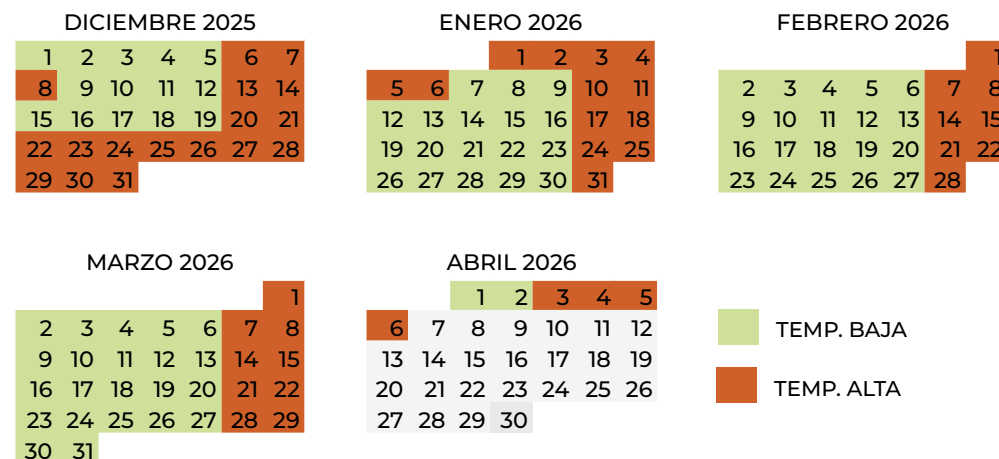 DICIEMBRE 2025
1 2 3 4 5 6 7
8 9 10 11 12 13 14
15 16 17 18 19 20 21
22 23 24 25 26 27 28
29 30 31
ENERO 2026
1 2 3 4
5 6 7 8 9 10 11
12 13 14 15 16 17 18
19 20 21 22 23 24 25
26 27 28 29 30 31
FEBRERO 2026
1
2 3 4 5 6 7 8
9 10 11 12 13 14 15
16 17 18 19 20 21 22
23 24 25 26 27 28
MARZO 2026
1
2 3 4 5 6 7 8
9 10 11 12 13 14 15
16 17 18 19 20 21 22
23 24 25 26 27 28 29
30 31
ABRIL 2026
1 2 3 4 5
6 7 8 9 10 11 12
13 14 15 16 17 18 19
20 21 22 23 24 25 26
27 28 29 30
TEMP. BAJA
TEMP. ALTA